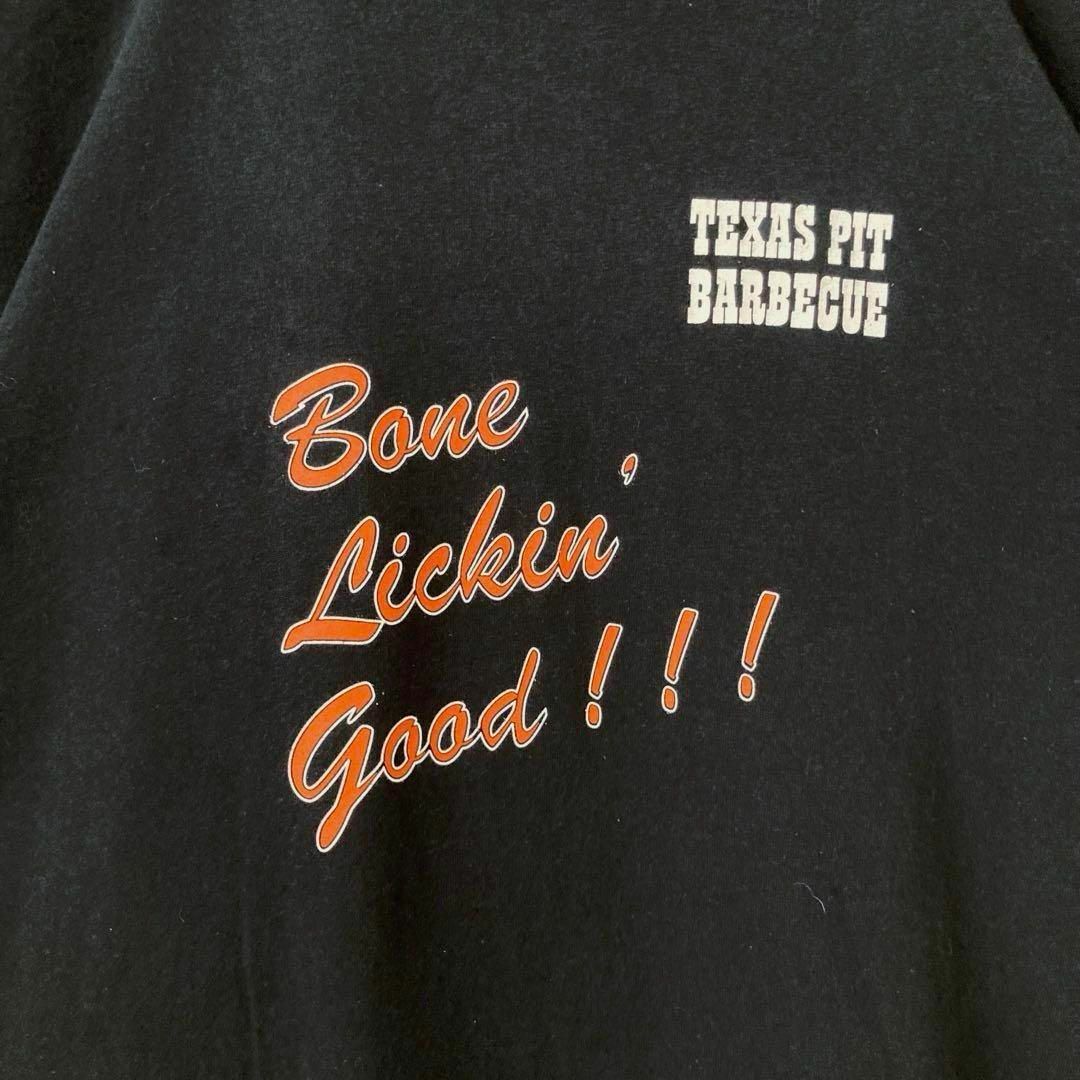 TEXAS PIT
BARBECUE
Bone
Lickin'
Good!!!